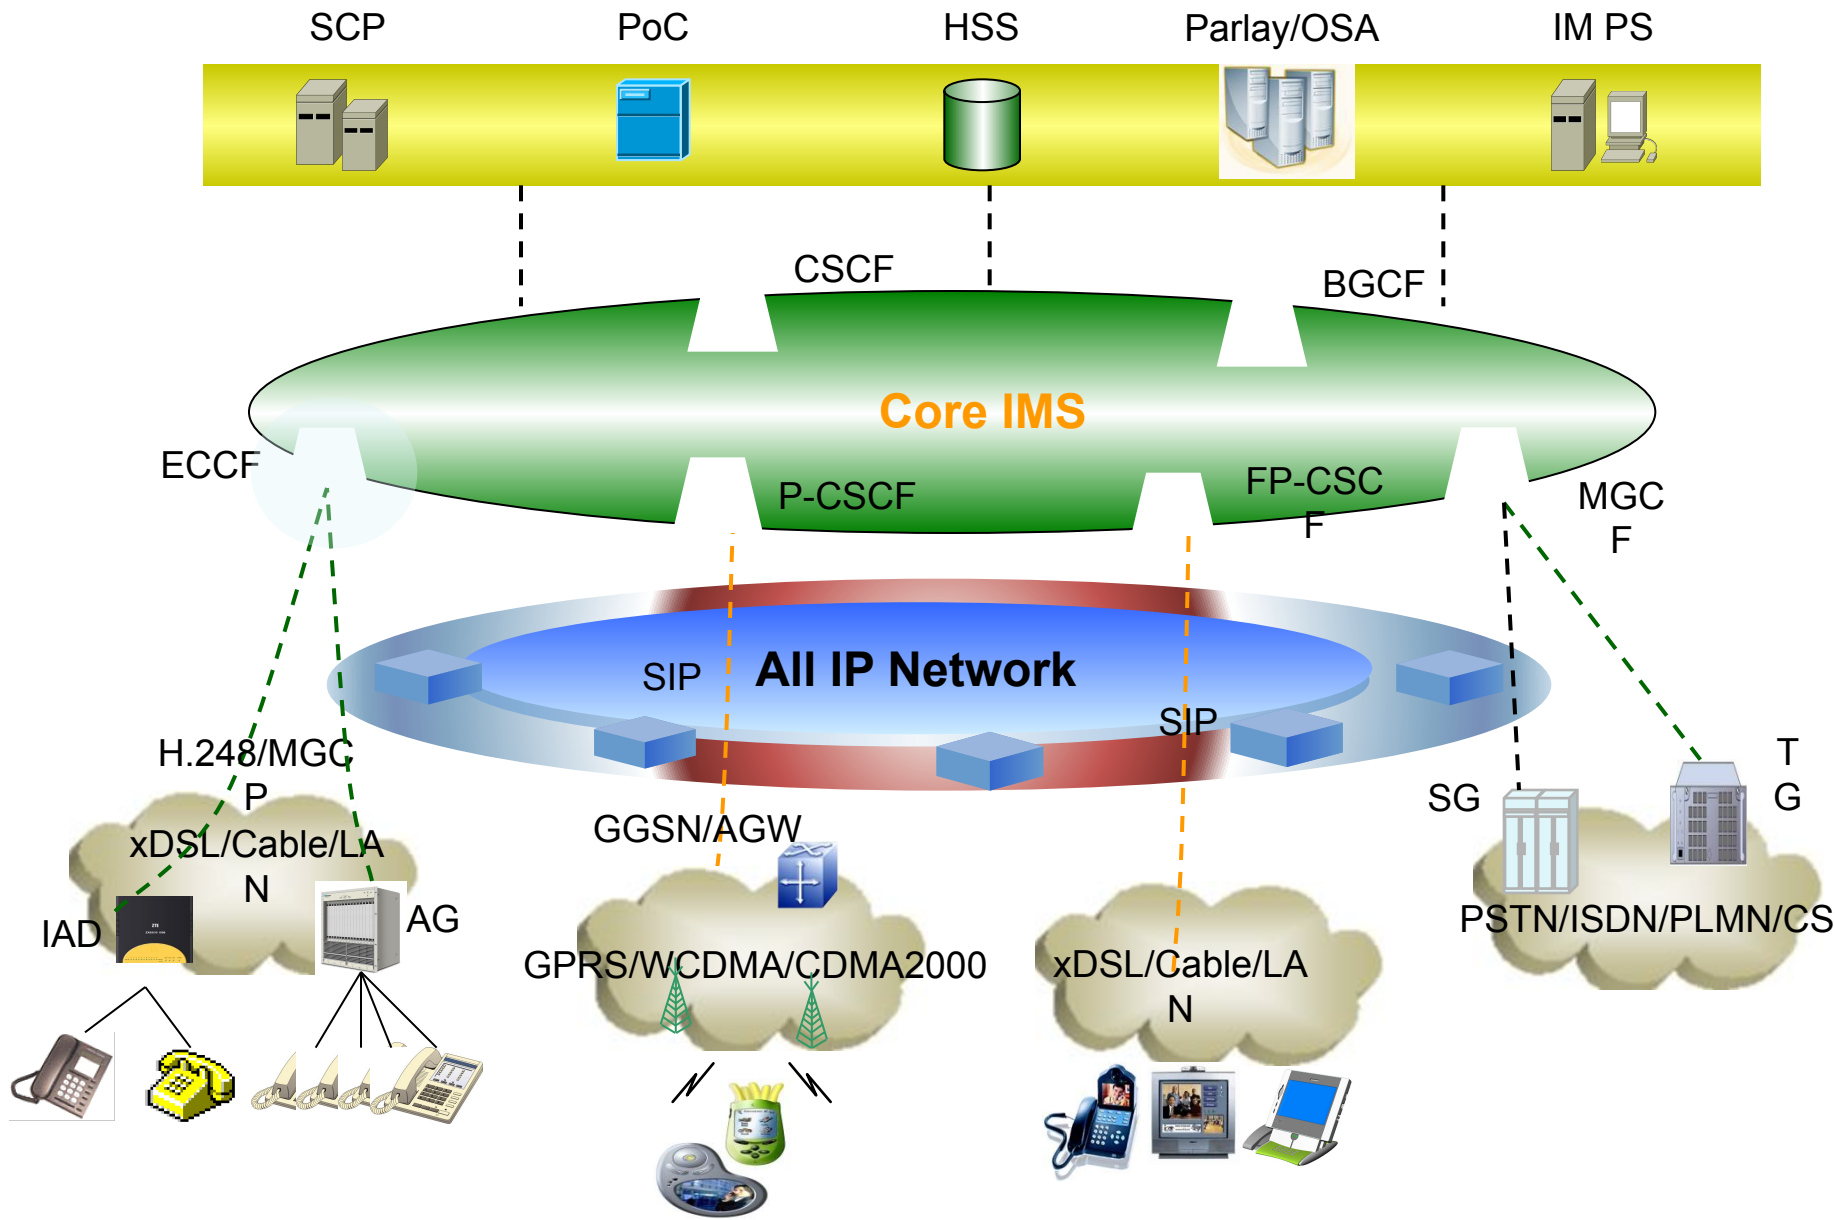 SCP
PoC
HSS
Parlay/OSA
IM PS
CSCF
BGCF
Core IMS
ECCF
P-CSCF
FP-CSC
F
MGC
F
All IP Network
SIP
SIP
H.248/MGC
P
T
G
SG
xDSL/Cable/LA
N
GGSN/AGW
IAD
AG
PSTN/ISDN/PLMN/CS
GPRS/WCDMA/CDMA2000
xDSL/Cable/LA
N
ZTE